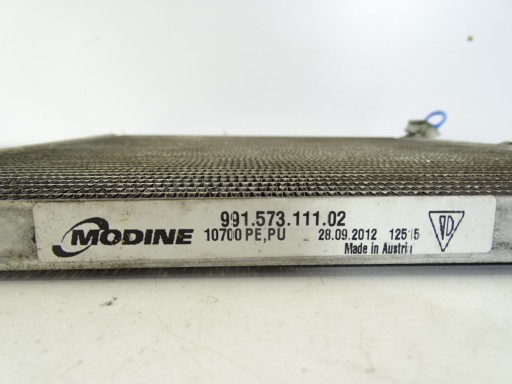 MODINE
991.573.111.02
10700 PE,PU 28.09.2012
Made in Austria